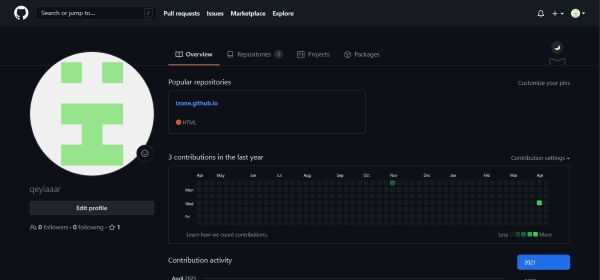 Search or jump to... /
Pull requests Issues Marketplace Explore
Overview Repositories 1 Projects Packages
Popular repositories Customize your pins
izone.github.io
HTML
3 contributions in the last year Contribution settings
Apr May Jun Jul Aug Sep Oct Nov Dec Jan Feb Mar Apr
Mon
Wed
Fri
Learn how we count contributions. Less More
qeylaaar
Edit profile
0 followers · 0 following · 1
Contribution activity 2021
April 2021